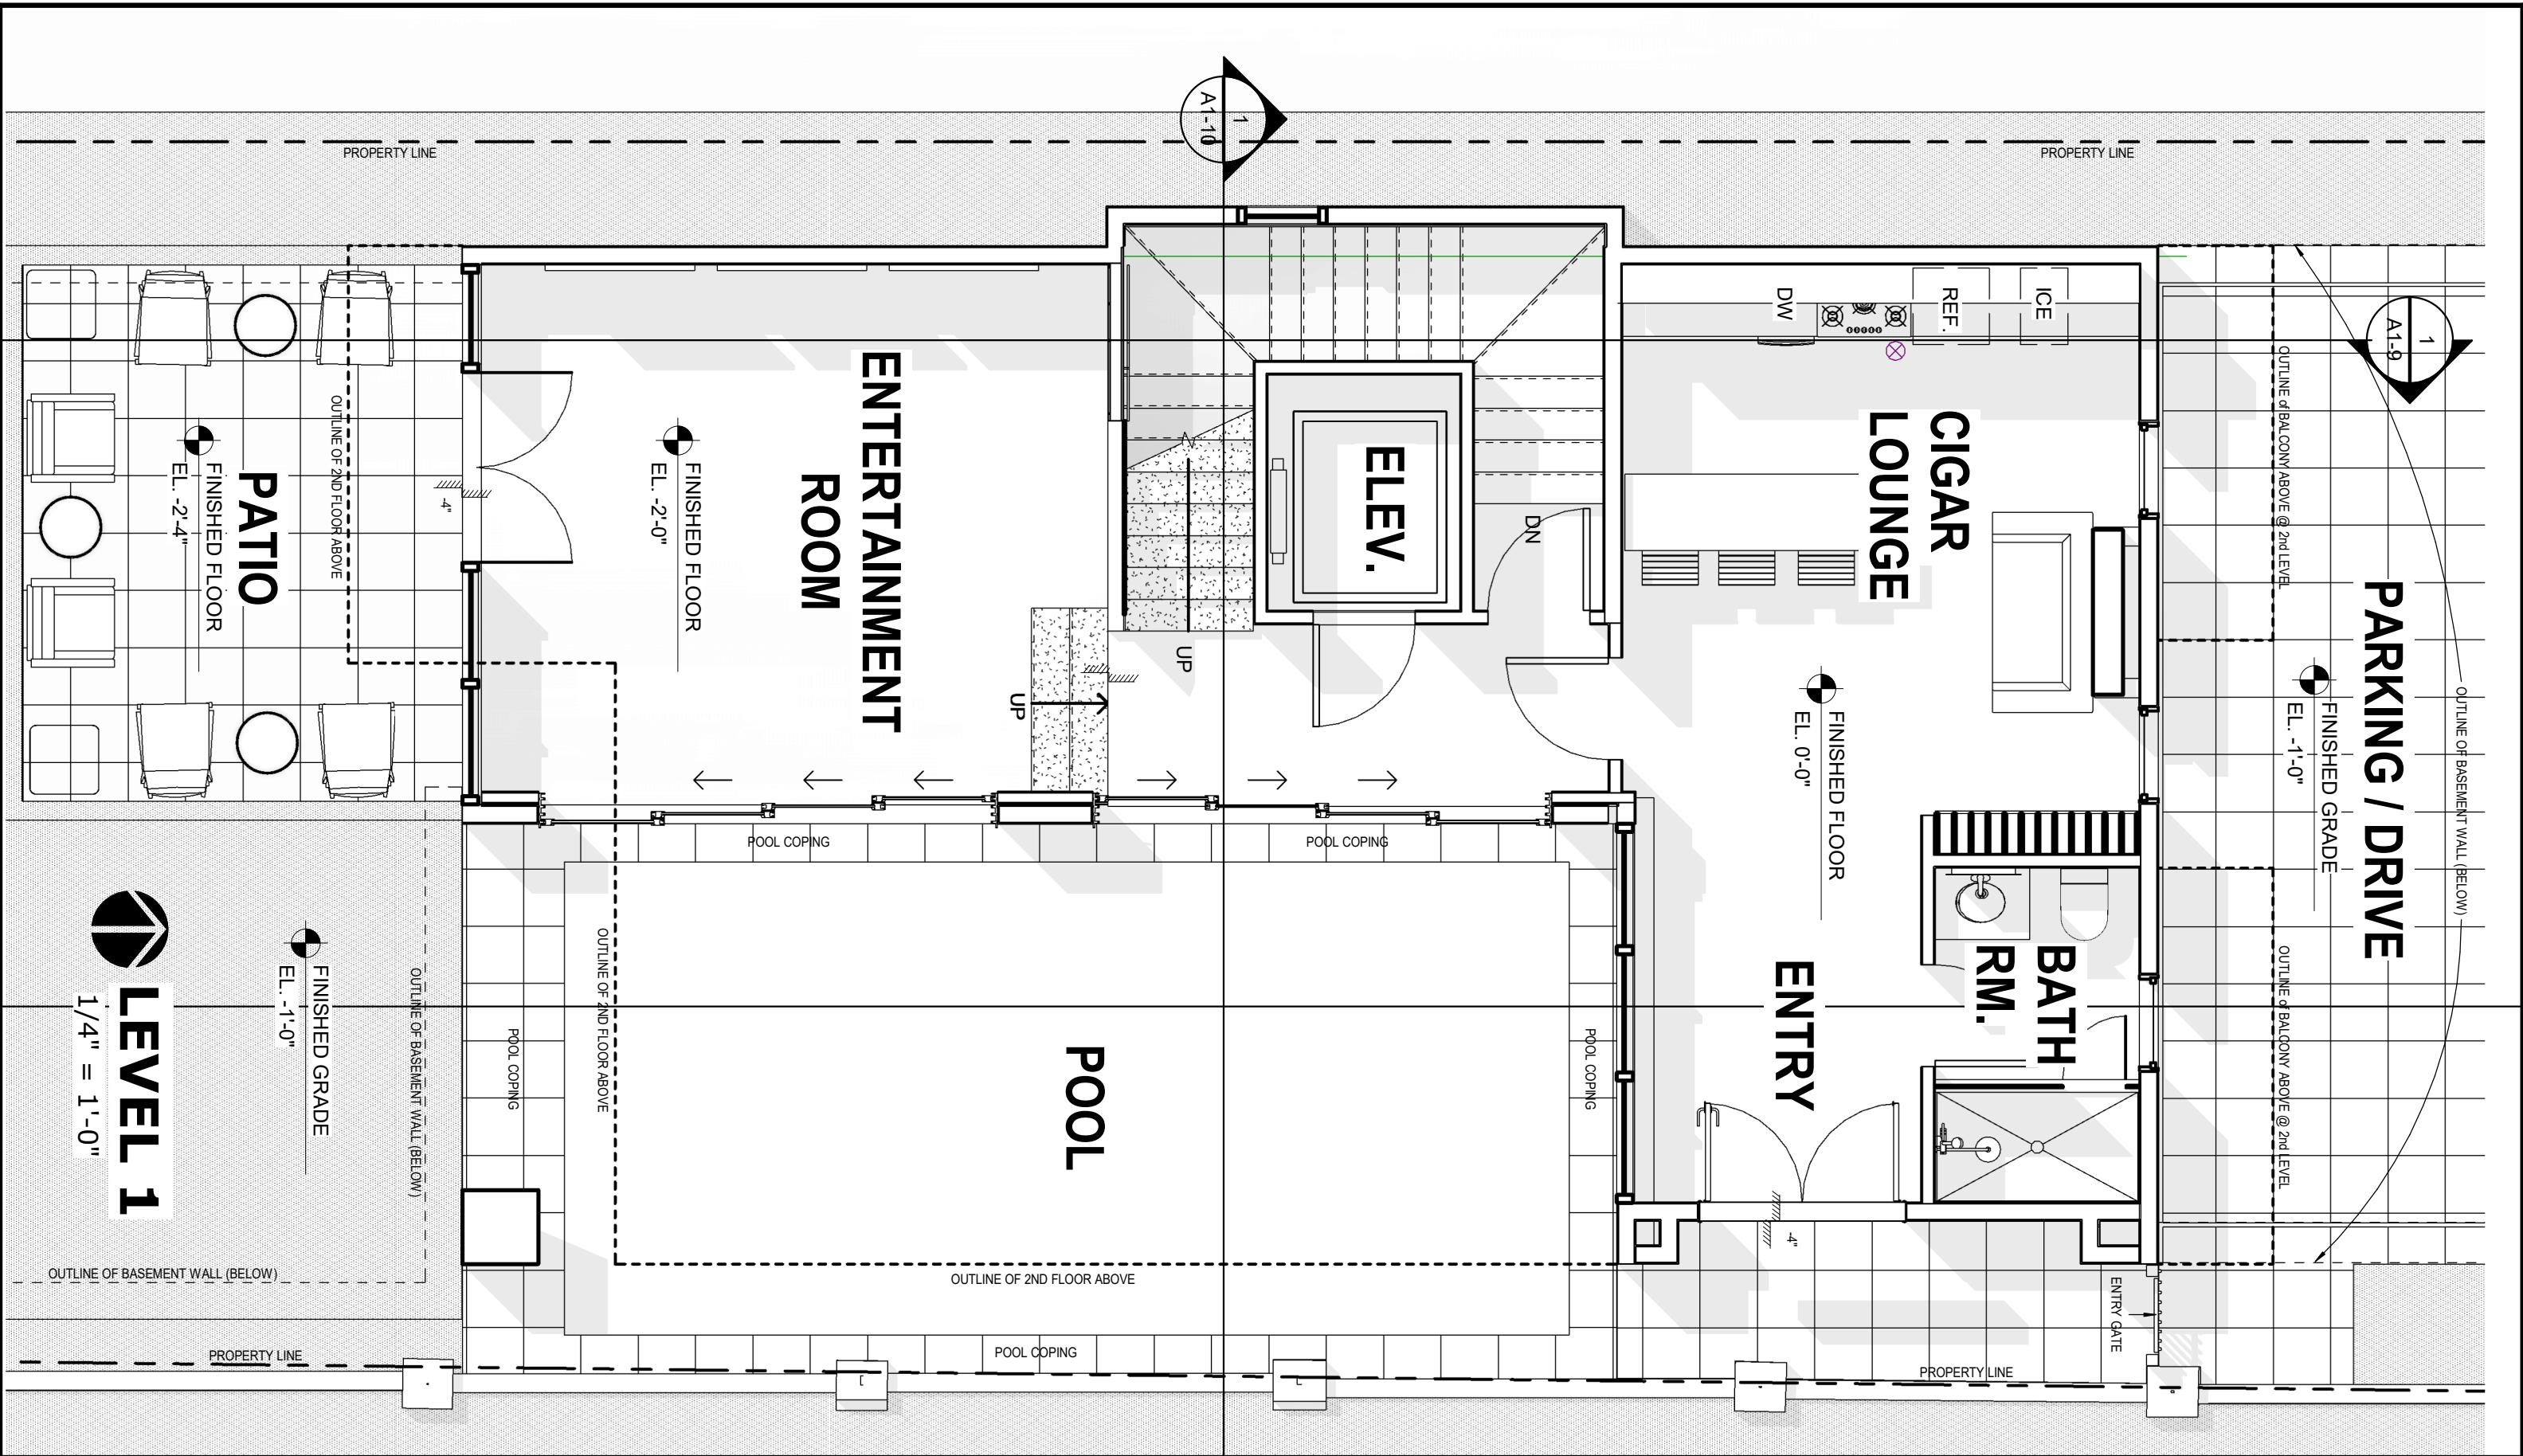 1
A1-10
PROPERTY LINE
PROPERTY LINE
1
A1-9
OUTLINE of BALCONY ABOVE @ 2nd LEVEL
OUTLINE OF BASEMENT WALL (BELOW)
PARKING / DRIVE
FINISHED GRADE
EL. -1'-0"
OUTLINE of BALCONY ABOVE @ 2nd LEVEL
ICE
REF.
DW
CIGAR
LOUNGE
FINISHED FLOOR
EL. 0'-0"
BATH
RM.
ENTRY
-4"
ENTRY GATE
DN
ELEV.
UP
UP
ENTERTAINMENT
ROOM
FINISHED FLOOR
EL. -2'-0"
OUTLINE OF 2ND FLOOR ABOVE
-4"
PATIO
FINISHED FLOOR
EL. -2'-4"
POOL COPING
POOL COPING
POOL COPING
POOL COPING
POOL
OUTLINE OF 2ND FLOOR ABOVE
OUTLINE OF 2ND FLOOR ABOVE
POOL COPING
OUTLINE OF BASEMENT WALL (BELOW)
FINISHED GRADE
EL. -1'-0"
LEVEL 1
1/4" = 1'-0"
OUTLINE OF BASEMENT WALL (BELOW)
PROPERTY LINE
PROPERTY LINE